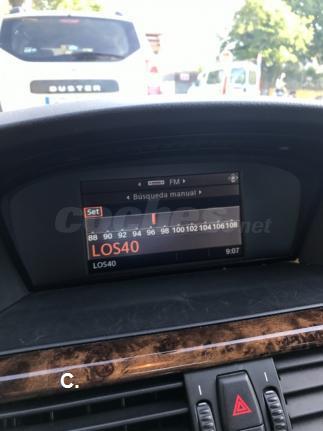 DUSTER
FM
Búsqueda manual
Set
88 90 92 94 96 98 100 102 104 106 108
LOS40
LOS40 9:07
coches.net
C.